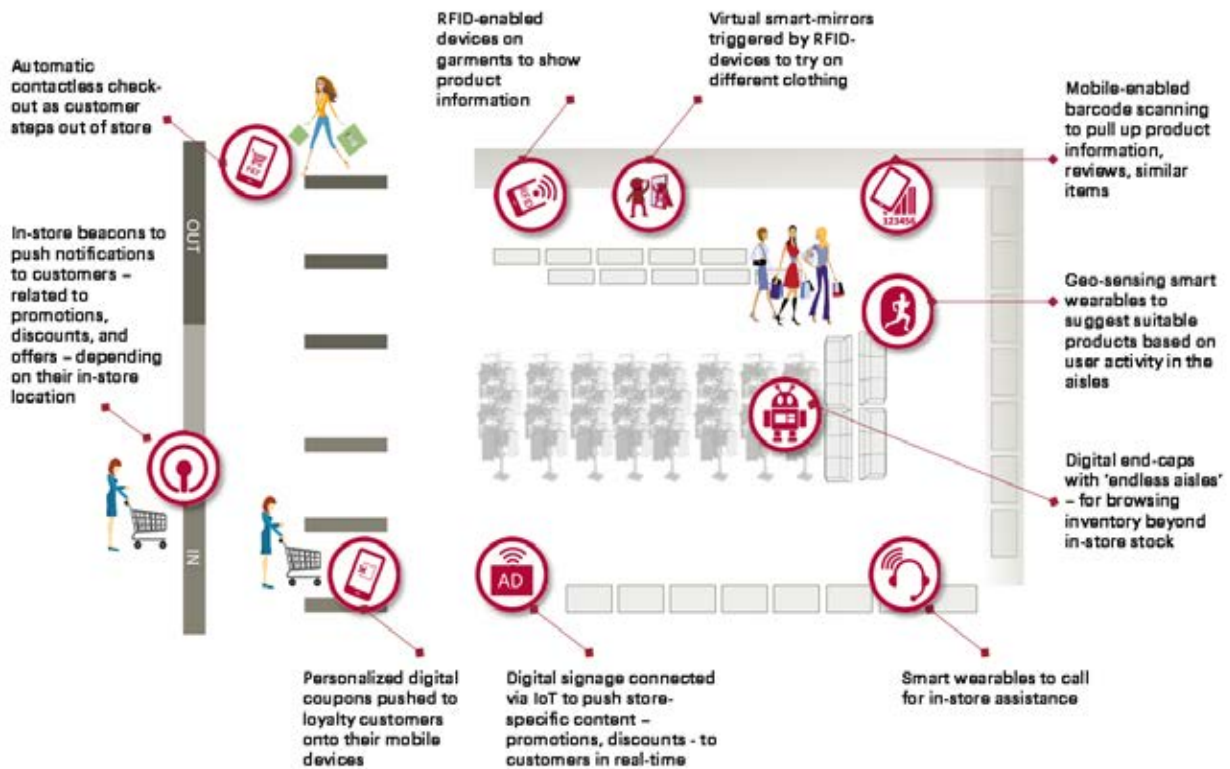 RFID-enabled
devices on
garments to show
product
information
Virtual smart-mirrors
triggered by RFID-
devices to try on
different clothing
Automatic
contactless check-
out as customer
steps out of store
Mobile-enabled
barcode scanning
to pull up product
information,
reviews, similar
items
PAY
RFID
123456
OUT
In-store beacons to
push notifications
to customers –
related to
promotions,
discounts, and
offers – depending
on their in-store
location
Geo-sensing smart
wearables to
suggest suitable
products based on
user activity in the
aisles
Digital end-caps
with ‘endless aisles’
– for browsing
inventory beyond
in-store stock
IN
AD
Personalized digital
coupons pushed to
loyalty customers
onto their mobile
devices
Digital signage connected
via IoT to push store-
specific content –
promotions, discounts - to
customers in real-time
Smart wearables to call
for in-store assistance